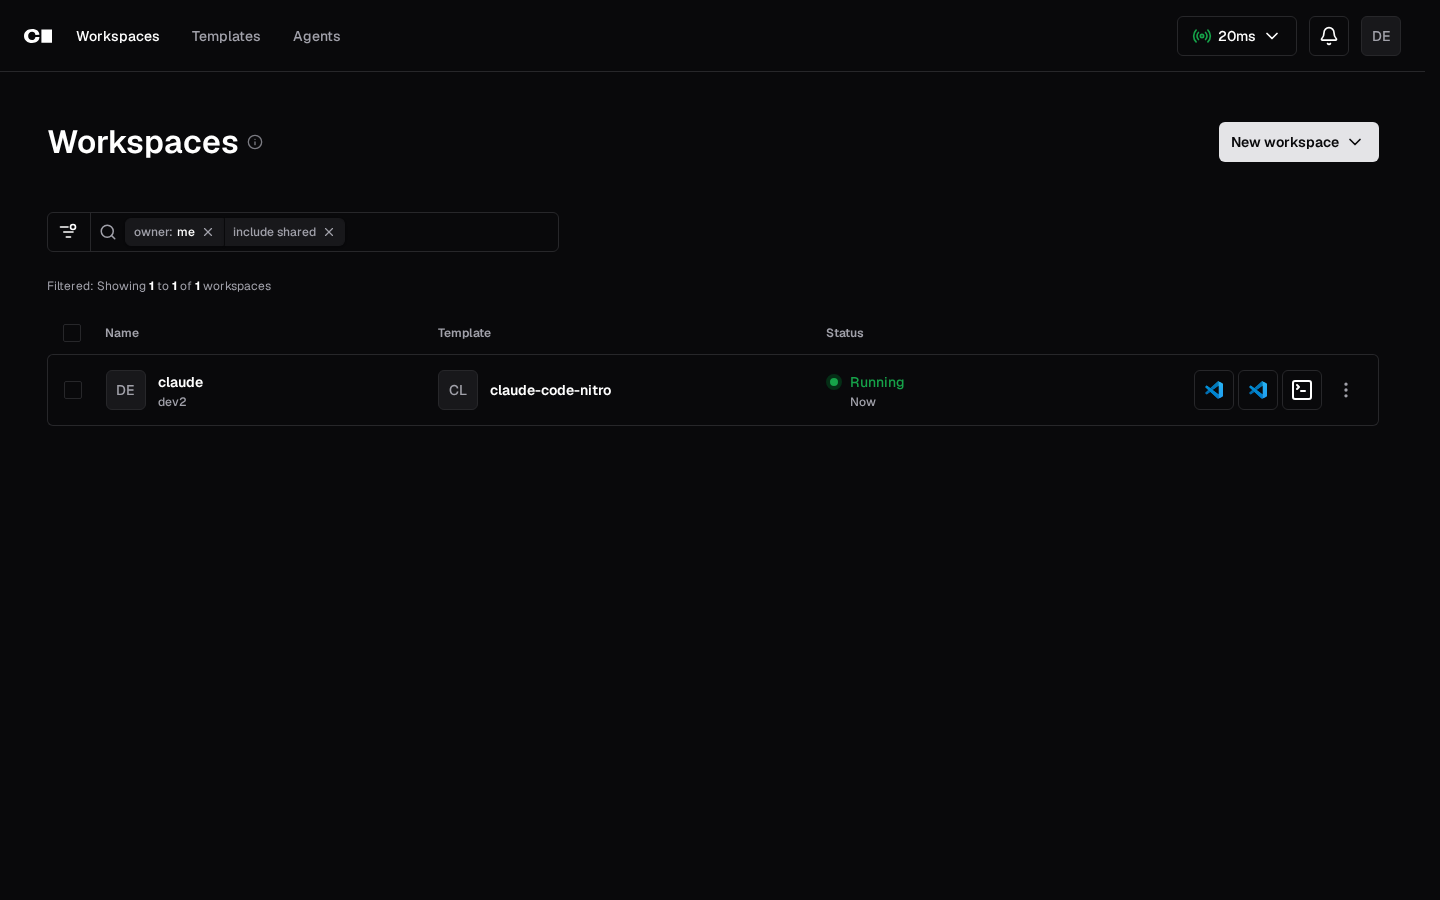 Workspaces Templates Agents 20ms DE
Workspaces New workspace
owner: me include shared
Filtered: Showing 1 to 1 of 1 workspaces
Name Template Status
DE claude CL claude-code-nitro Running
dev2 Now